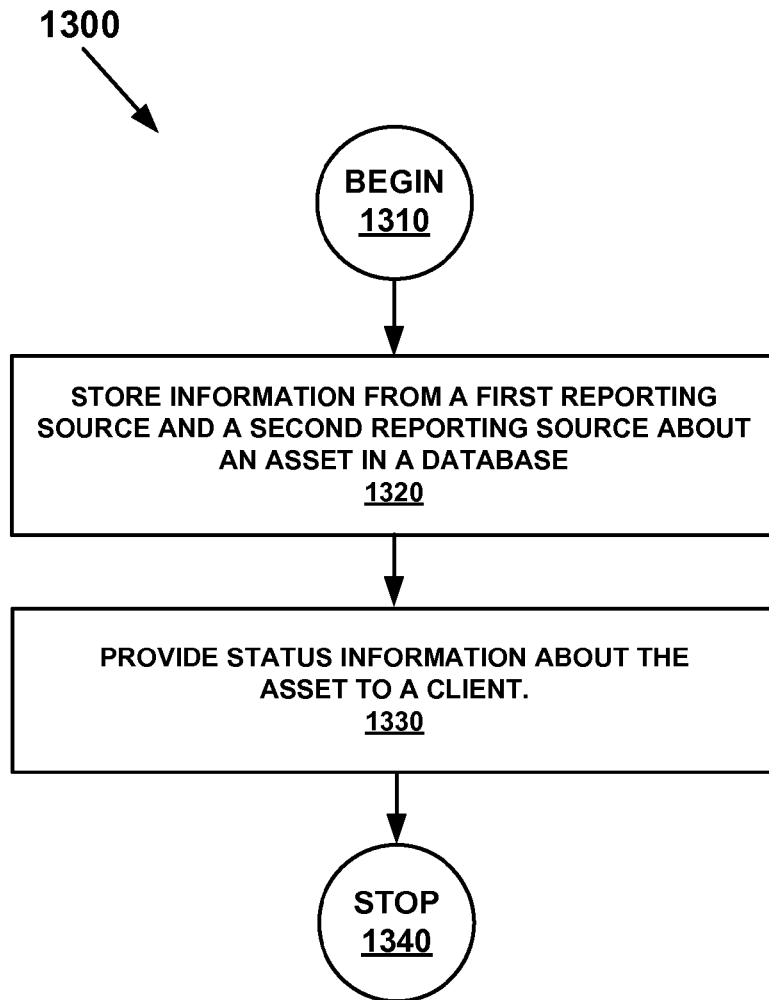 1300
BEGIN
1310
STORE INFORMATION FROM A FIRST REPORTING
SOURCE AND A SECOND REPORTING SOURCE ABOUT
AN ASSET IN A DATABASE
1320
PROVIDE STATUS INFORMATION ABOUT THE
ASSET TO A CLIENT.
1330
STOP
1340